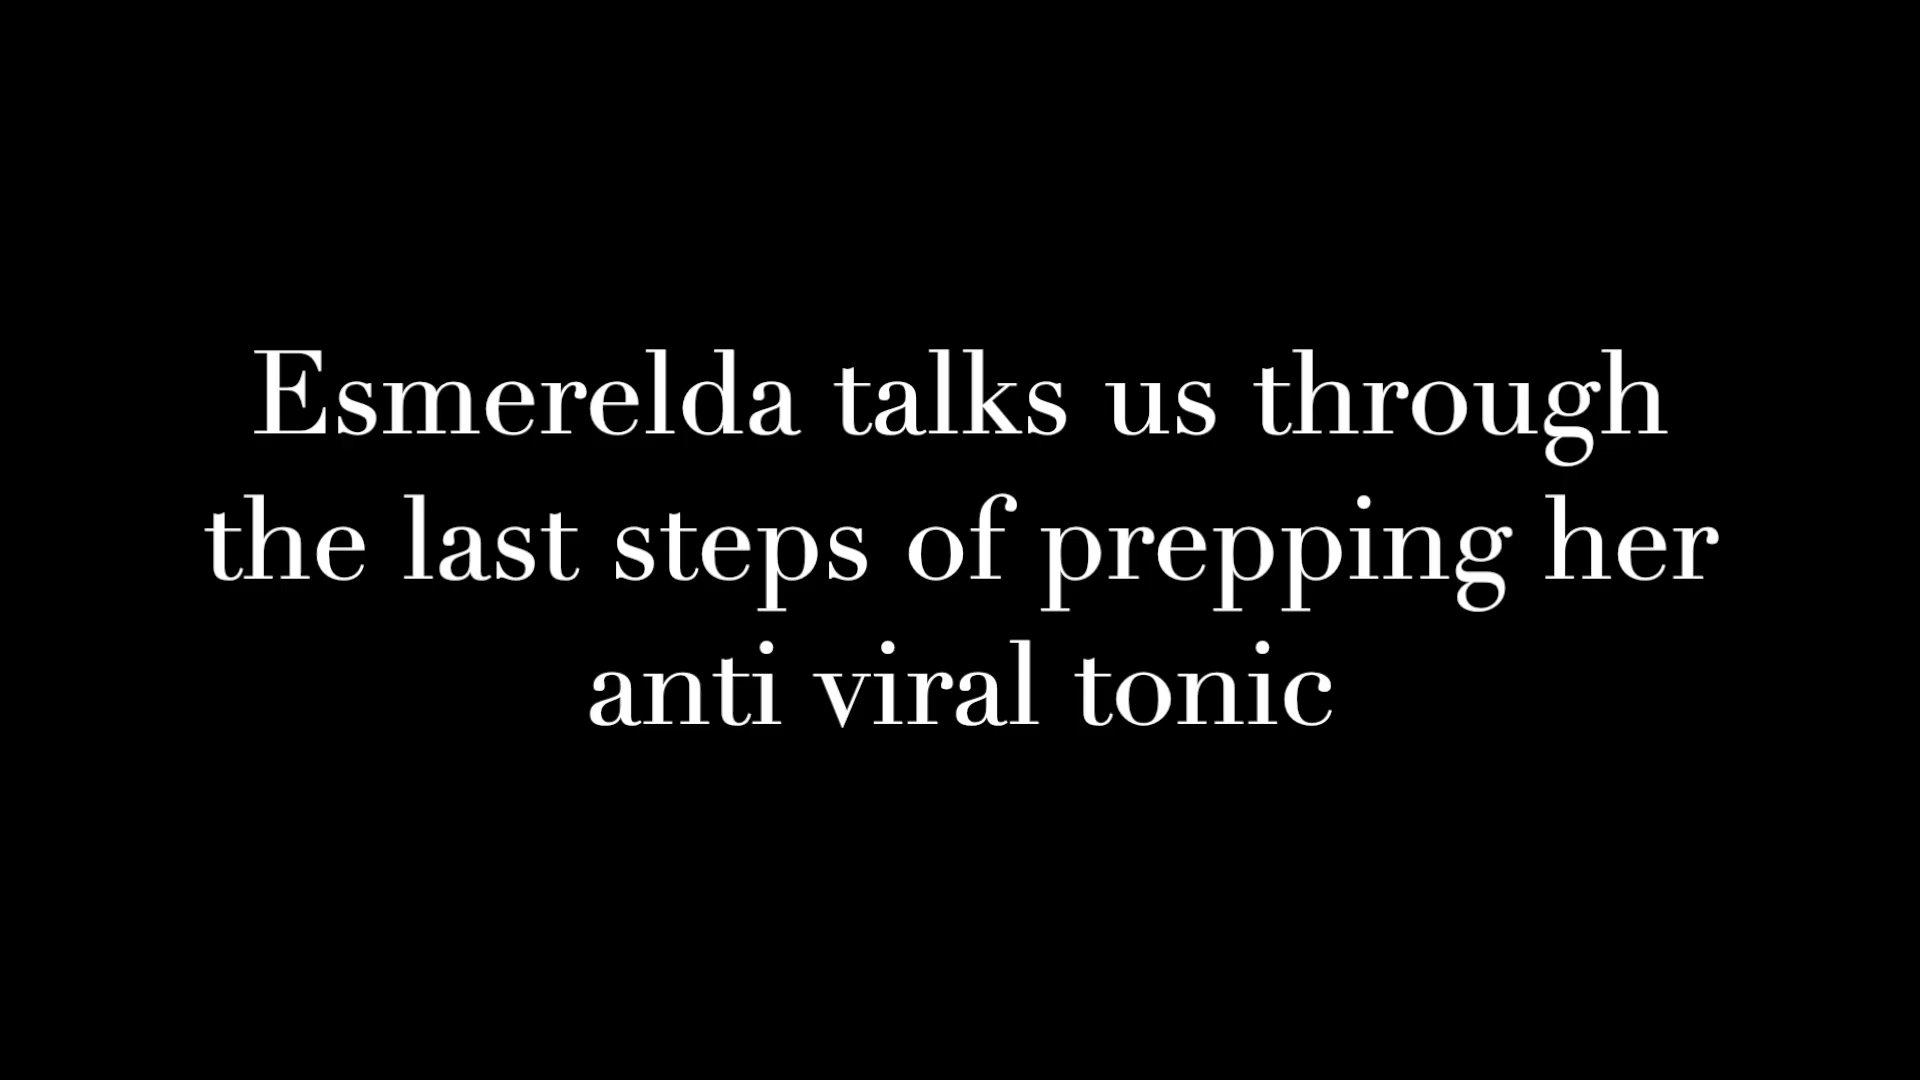 Esmerelda talks us through
the last steps of prepping her
anti viral tonic